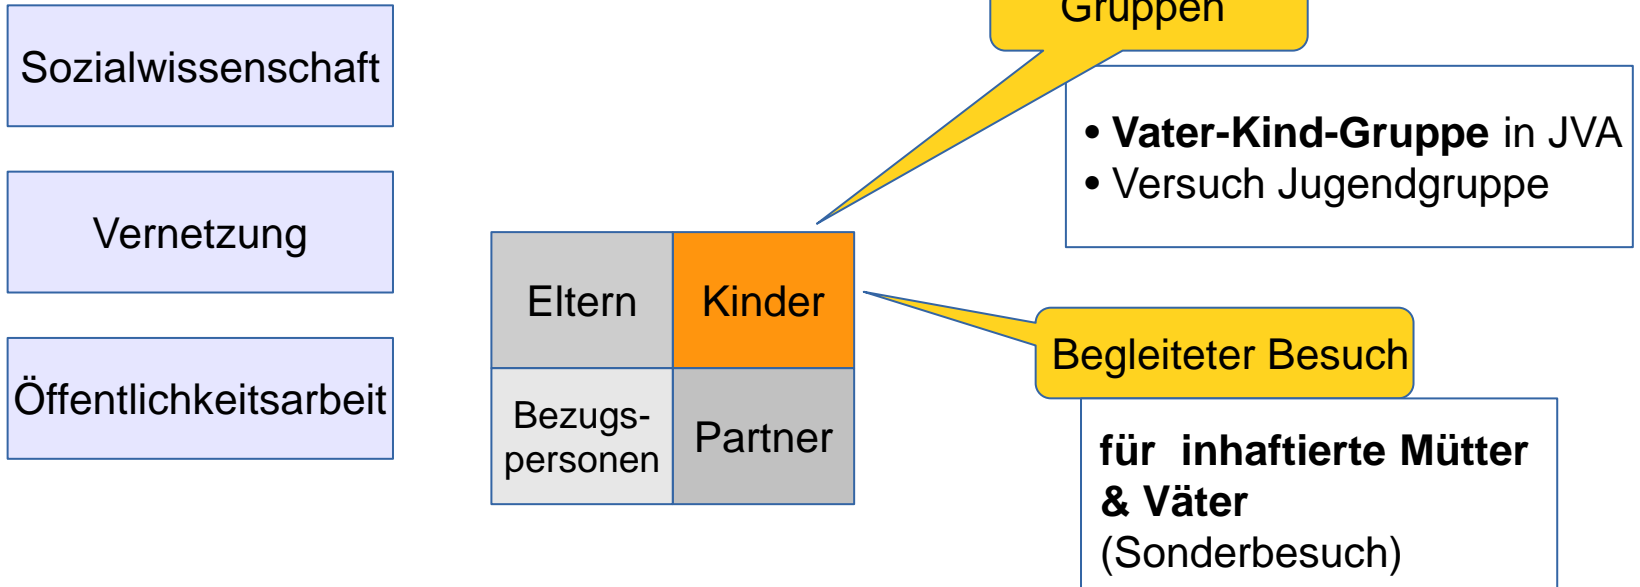 Sozialwissenschaft
Vernetzung
Öffentlichkeitsarbeit
Eltern
Kinder
Bezugs-
personen
Partner
Gruppen
• Vater-Kind-Gruppe in JVA
• Versuch Jugendgruppe
Begleiteter Besuch
für inhaftierte Mütter
& Väter
(Sonderbesuch)